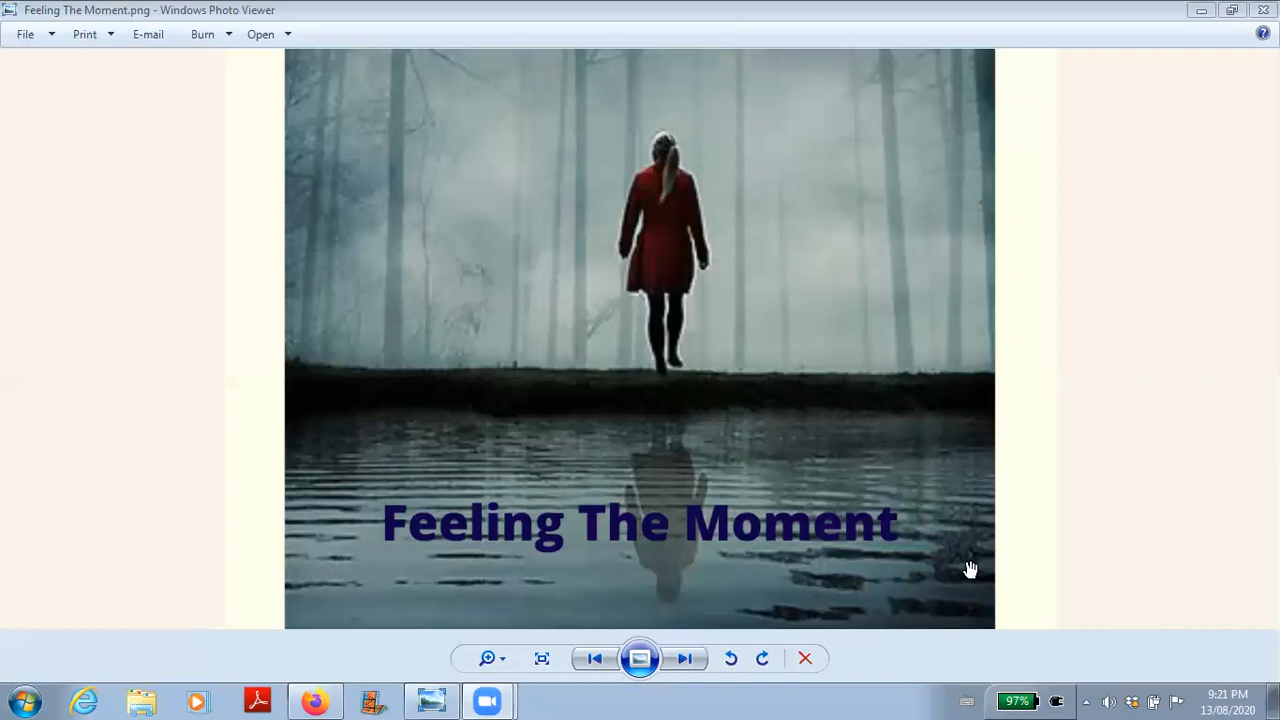 Feeling The Moment.png - Windows Photo Viewer
File Print E-mail Burn Open
Feeling The Moment
97%
9:21 PM
13/08/2020